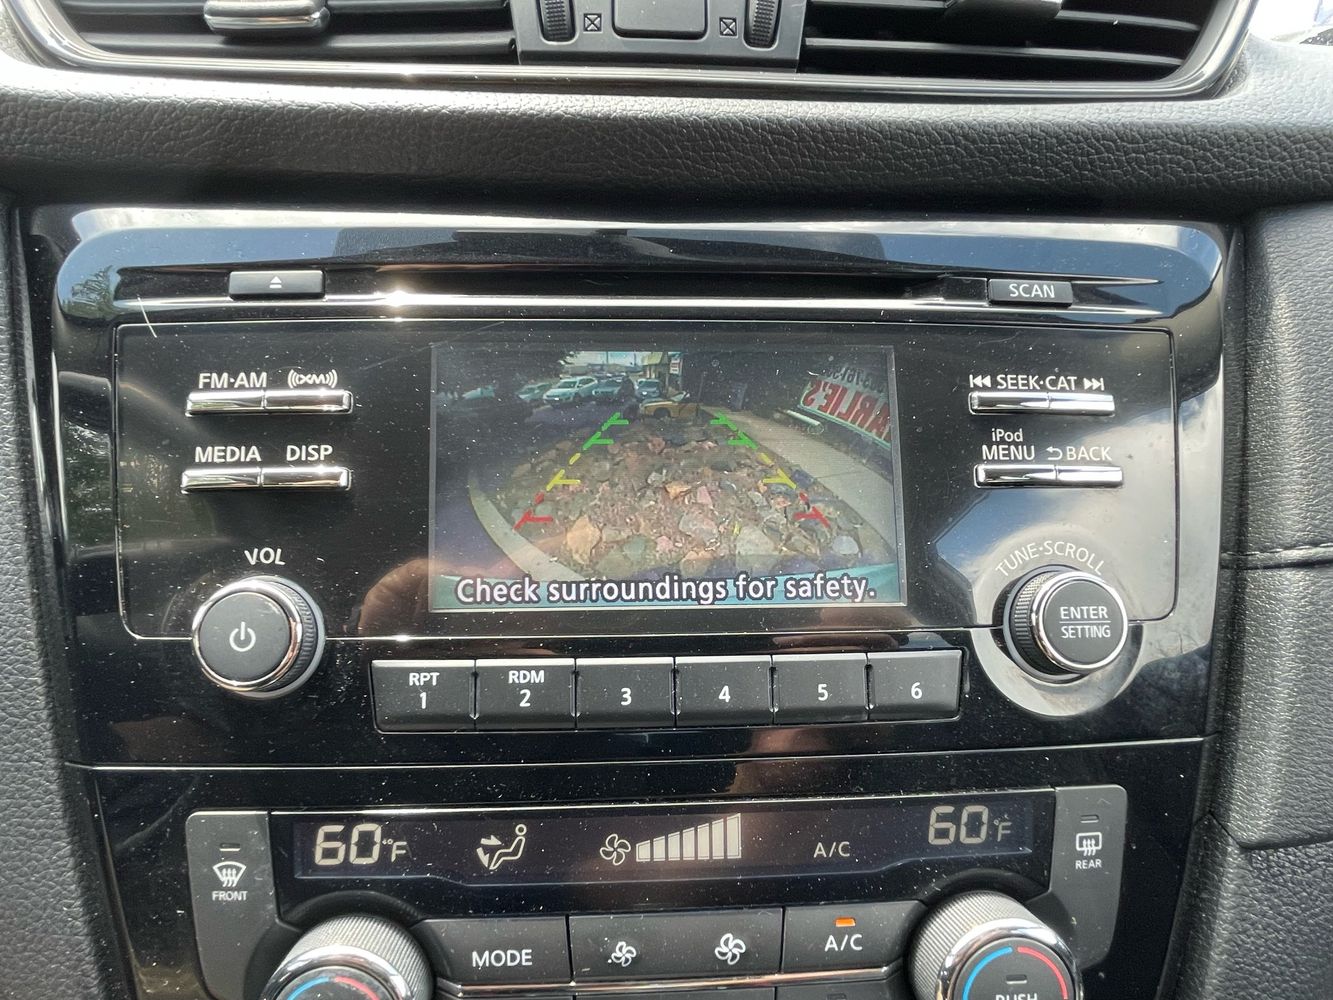 SCAN
FM·AM
((XM))
SEEK·CAT
MEDIA
DISP
iPod
MENU
BACK
VOL
TUNE·SCROLL
ENTER
SETTING
Check surroundings for safety.
RPT
1
RDM
2
3
4
5
6
60°F
A/C
60°F
FRONT
REAR
MODE
A/C
PUSH